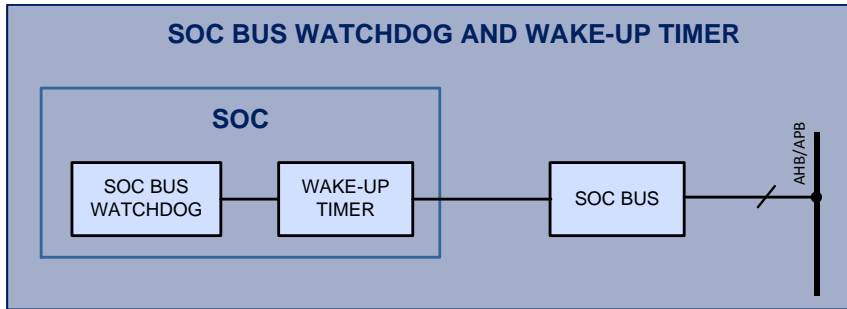 SOC BUS WATCHDOG AND WAKE-UP TIMER
SOC
SOC BUS
WATCHDOG
WAKE-UP
TIMER
SOC BUS
AHB/APB